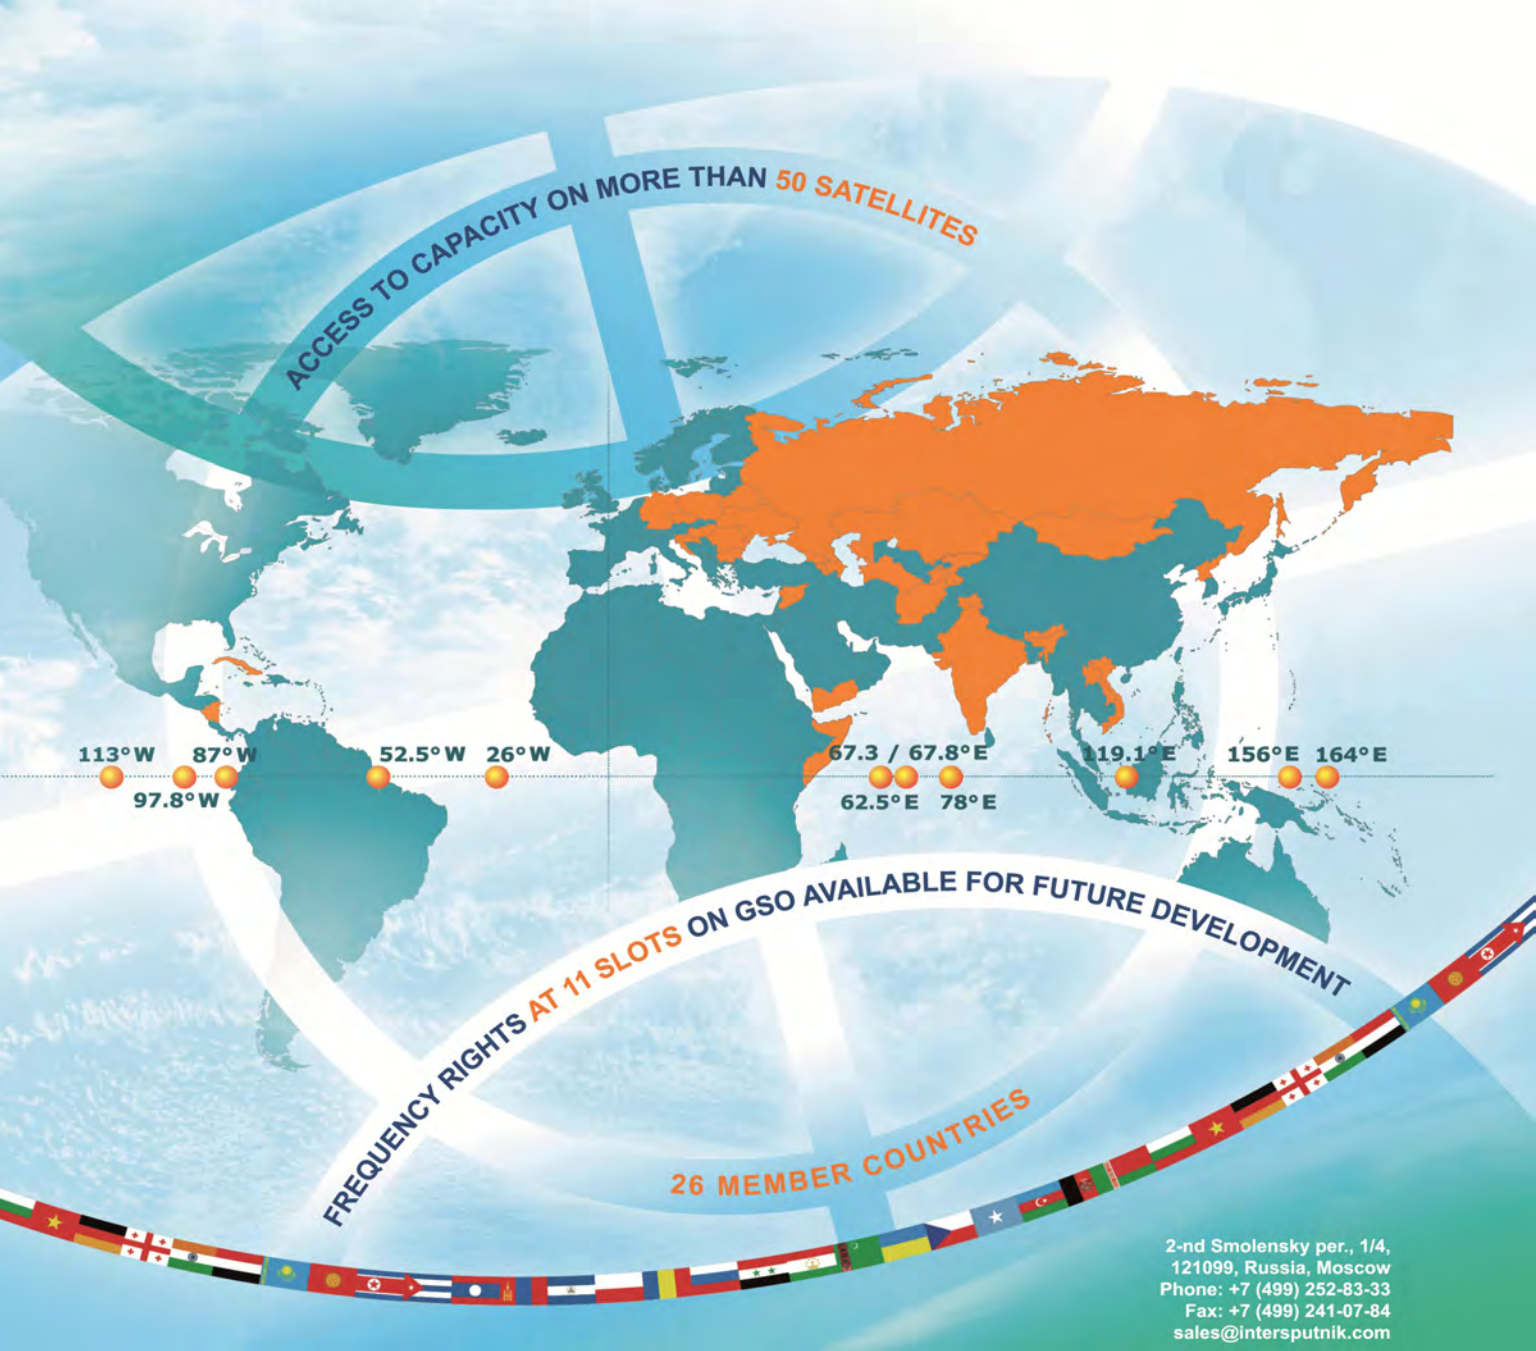 ACCESS TO CAPACITY ON MORE THAN 50 SATELLITES
113°W
87°W
52.5°W
26°W
67.3 / 67.8°E
119.1°E
156°E
164°E
97.8°W
62.5°E
78°E
FREQUENCY RIGHTS AT 11 SLOTS ON GSO AVAILABLE FOR FUTURE DEVELOPMENT
26 MEMBER COUNTRIES
2-nd Smolensky per., 1/4,
121099, Russia, Moscow
Phone: +7 (499) 252-83-33
Fax: +7 (499) 241-07-84
sales@intersputnik.com